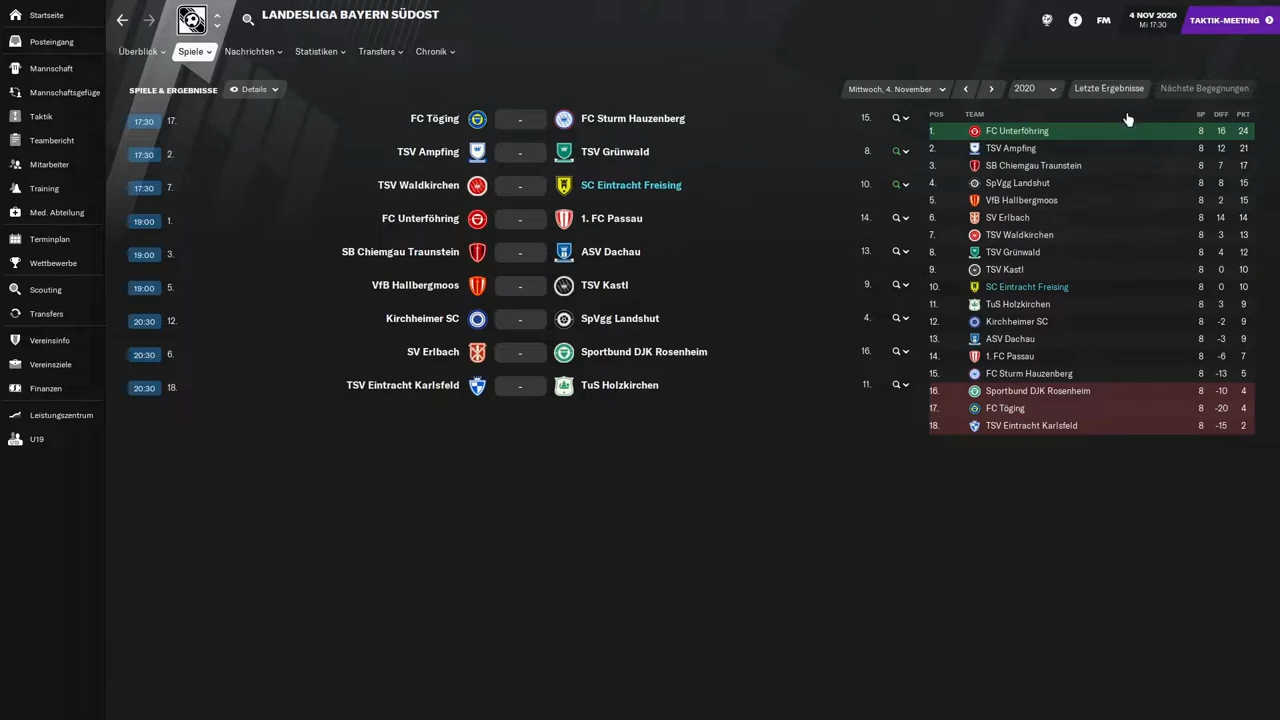 Startseite
Posteingang
Mannschaft
Mannschaftsgefüge
Taktik
Teambericht
Mitarbeiter
Training
Med. Abteilung
Terminplan
Wettbewerbe
Scouting
Transfers
Vereinsinfo
Vereinsziele
Finanzen
Leistungszentrum
U19
LANDESLIGA BAYERN SÜDOST
FM
4 NOV 2020
Mi 17:30
TAKTIK-MEETING
Überblick Spiele Nachrichten Statistiken Transfers Chronik
SPIELE & ERGEBNISSE Details
Mittwoch, 4. November 2020 Letzte Ergebnisse Nächste Begegnungen
17:30 17. FC Töging - FC Sturm Hauzenberg 15.
17:30 2. TSV Ampfing - TSV Grünwald 8.
17:30 7. TSV Waldkirchen - SC Eintracht Freising 10.
19:00 1. FC Unterföhring - 1. FC Passau 14.
19:00 3. SB Chiemgau Traunstein - ASV Dachau 13.
19:00 5. VfB Hallbergmoos - TSV Kastl 9.
20:30 12. Kirchheimer SC - SpVgg Landshut 4.
20:30 6. SV Erlbach - Sportbund DJK Rosenheim 16.
20:30 18. TSV Eintracht Karlsfeld - TuS Holzkirchen 11.
POS TEAM SP DIFF PKT
1. FC Unterföhring 8 16 24
2. TSV Ampfing 8 12 21
3. SB Chiemgau Traunstein 8 7 17
4. SpVgg Landshut 8 8 15
5. VfB Hallbergmoos 8 2 15
6. SV Erlbach 8 14 14
7. TSV Waldkirchen 8 3 13
8. TSV Grünwald 8 4 12
9. TSV Kastl 8 0 10
10. SC Eintracht Freising 8 0 10
11. TuS Holzkirchen 8 3 9
12. Kirchheimer SC 8 -2 9
13. ASV Dachau 8 -3 9
14. 1. FC Passau 8 -6 7
15. FC Sturm Hauzenberg 8 -13 5
16. Sportbund DJK Rosenheim 8 -10 4
17. FC Töging 8 -20 4
18. TSV Eintracht Karlsfeld 8 -15 2